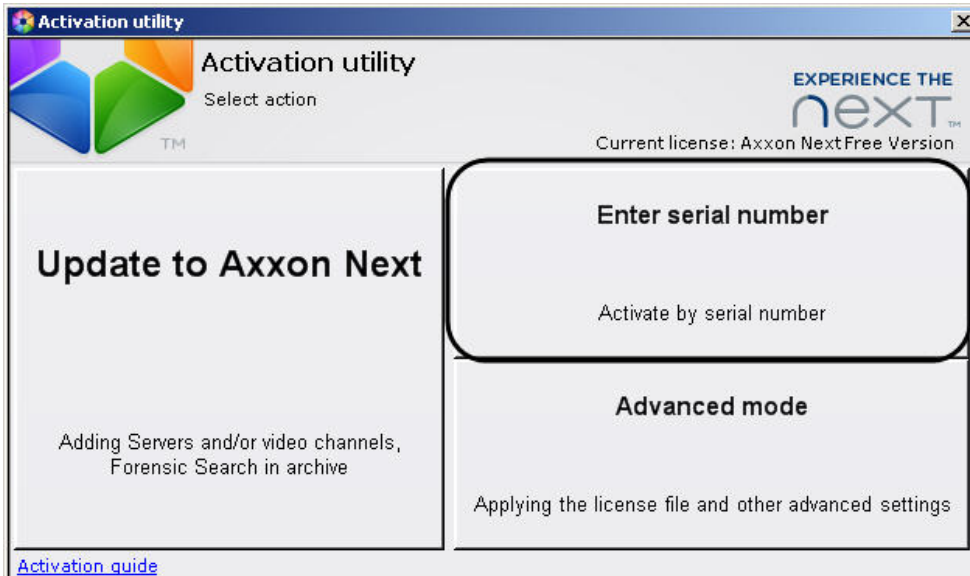 Activation utility
Activation utility
Select action
TM
EXPERIENCE THE
next TM
Current license: Axxon NextFree Version
Update to Axxon Next
Adding Servers and/or video channels,
Forensic Search in archive
Enter serial number
Activate by serial number
Advanced mode
Applying the license file and other advanced settings
Activation guide